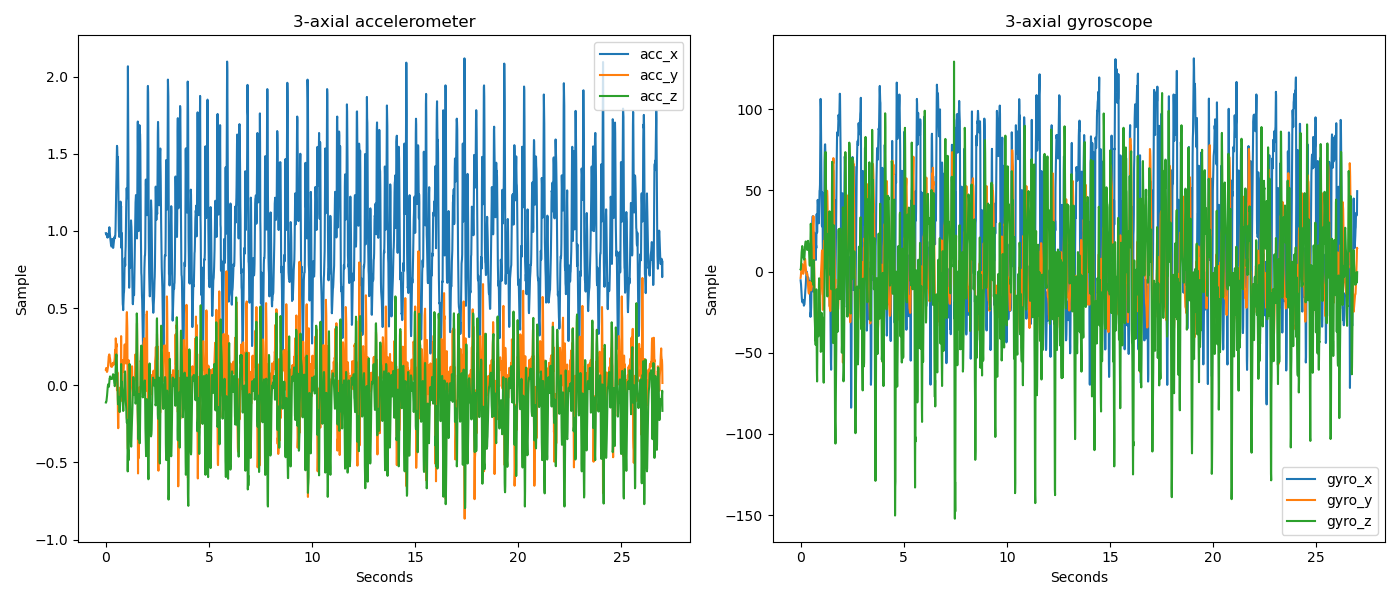 3-axial accelerometer
acc_x
acc_y
acc_z
2.0
1.5
1.0
0.5
0.0
−0.5
−1.0
Sample
0
5
10
15
20
25
Seconds
3-axial gyroscope
100
50
0
−50
−100
−150
Sample
gyro_x
gyro_y
gyro_z
0
5
10
15
20
25
Seconds